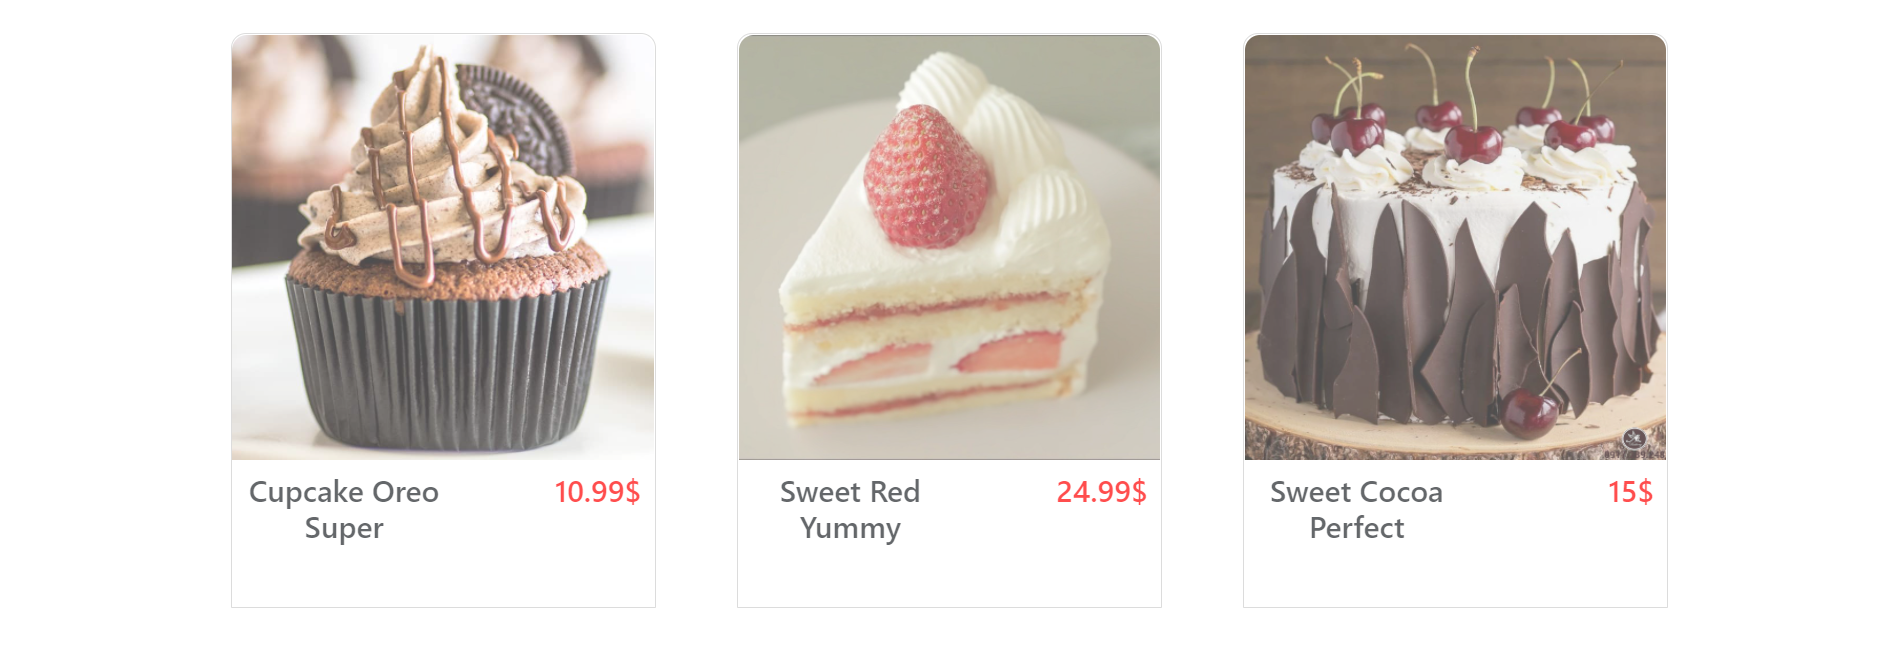 Cupcake Oreo
Super
10.99$
Sweet Red
Yummy
24.99$
Sweet Cocoa
Perfect
15$